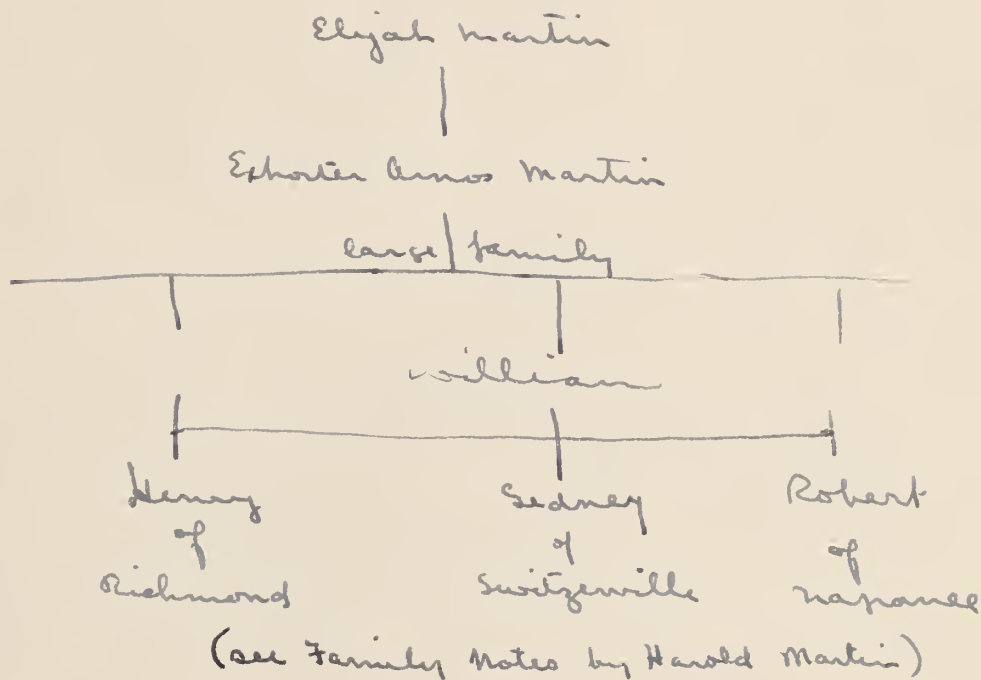 Elijah Martin
Exhorter Amos Martin
large family
William
Henry Sidney Robert
of of of
Richmond Switzerville Napanee
(see Family Notes by Harold Martin)